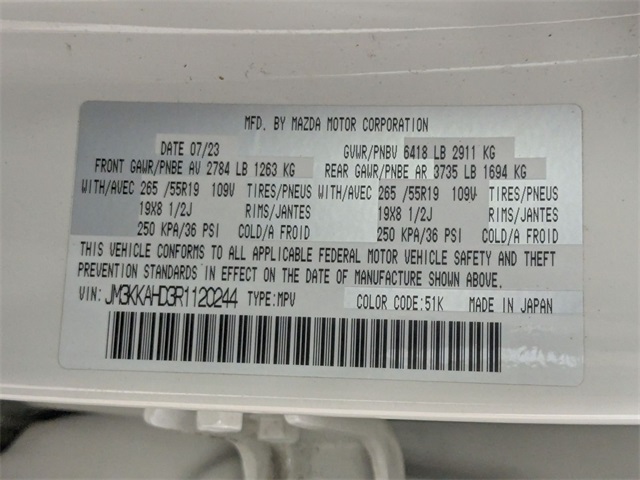 MFD. BY MAZDA MOTOR CORPORATION
DATE 07/23 GVWR/PNBV 6418 LB 2911 KG
FRONT GAWR/PNBE AV 2784 LB 1263 KG REAR GAWR/PNBE AR 3735 LB 1694 KG
WITH/AVEC 265 /55R19 109V TIRES/PNEUS WITH/AVEC 265 /55R19 109V TIRES/PNEUS
19X8 1/2J RIMS/JANTES 19X8 1/2J RIMS/JANTES
250 KPA/36 PSI COLD/A FROID 250 KPA/36 PSI COLD/A FROID
THIS VEHICLE CONFORMS TO ALL APPLICABLE FEDERAL MOTOR VEHICLE SAFETY AND THEFT
PREVENTION STANDARDS IN EFFECT ON THE DATE OF MANUFACTURE SHOWN ABOVE.
VIN: JM3KKAHD3R1120244 TYPE:MPV COLOR CODE:51K MADE IN JAPAN